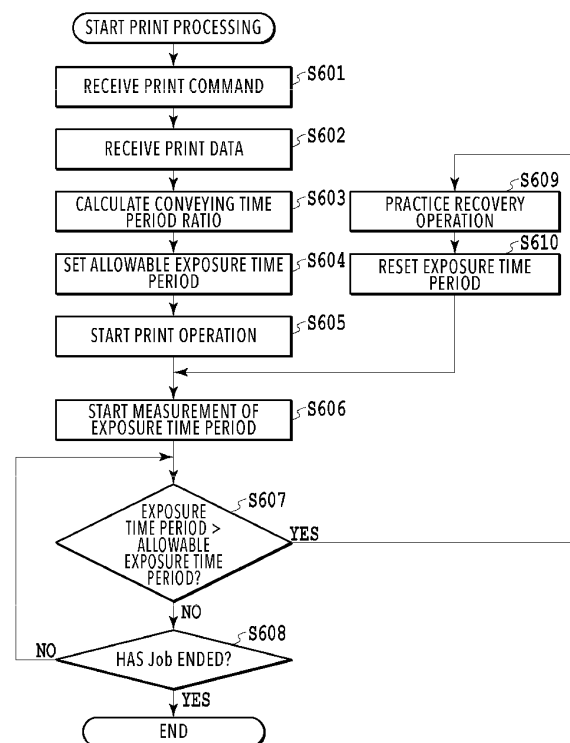 START PRINT PROCESSING
RECEIVE PRINT COMMAND
S601
RECEIVE PRINT DATA
S602
CALCULATE CONVEYING TIME
PERIOD RATIO
S603
SET ALLOWABLE EXPOSURE TIME
PERIOD
S604
START PRINT OPERATION
S605
PRACTICE RECOVERY
OPERATION
S609
RESET EXPOSURE TIME
PERIOD
S610
START MEASUREMENT OF
EXPOSURE TIME PERIOD
S606
EXPOSURE
TIME PERIOD >
ALLOWABLE
EXPOSURE TIME
PERIOD?
S607
YES
NO
HAS Job ENDED?
S608
NO
YES
END